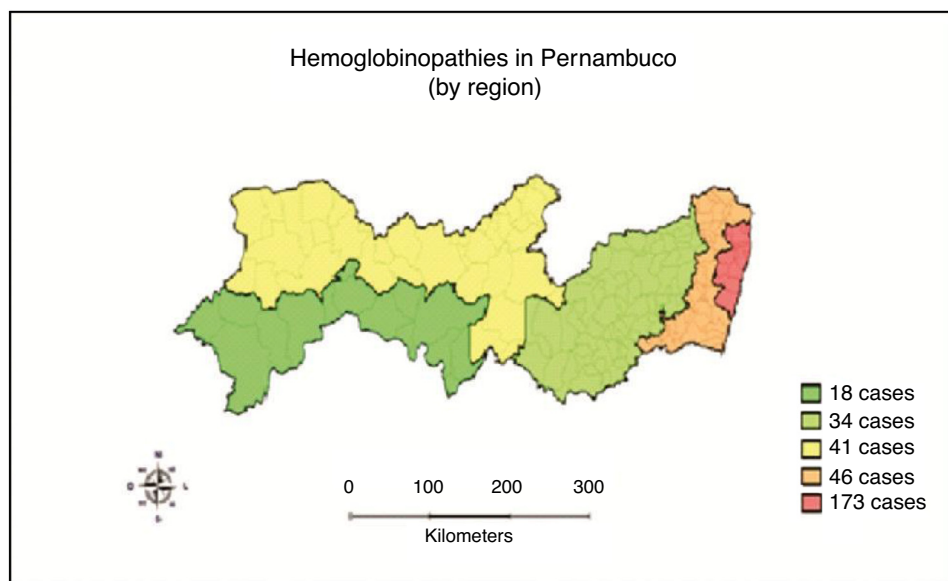 Hemoglobinopathies in Pernambuco
(by region)
18 cases
34 cases
41 cases
46 cases
173 cases
N
O
L
S
0 100 200 300
Kilometers